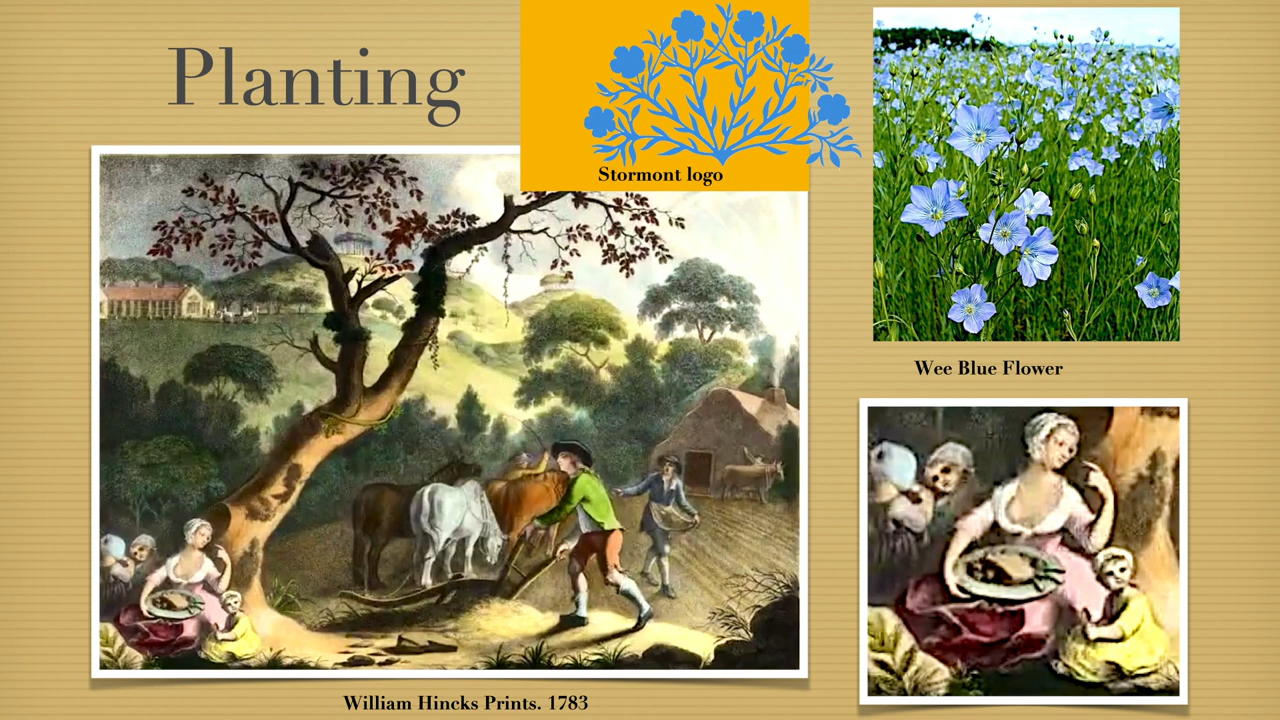 Planting
Stormont logo
Wee Blue Flower
William Hincks Prints. 1783